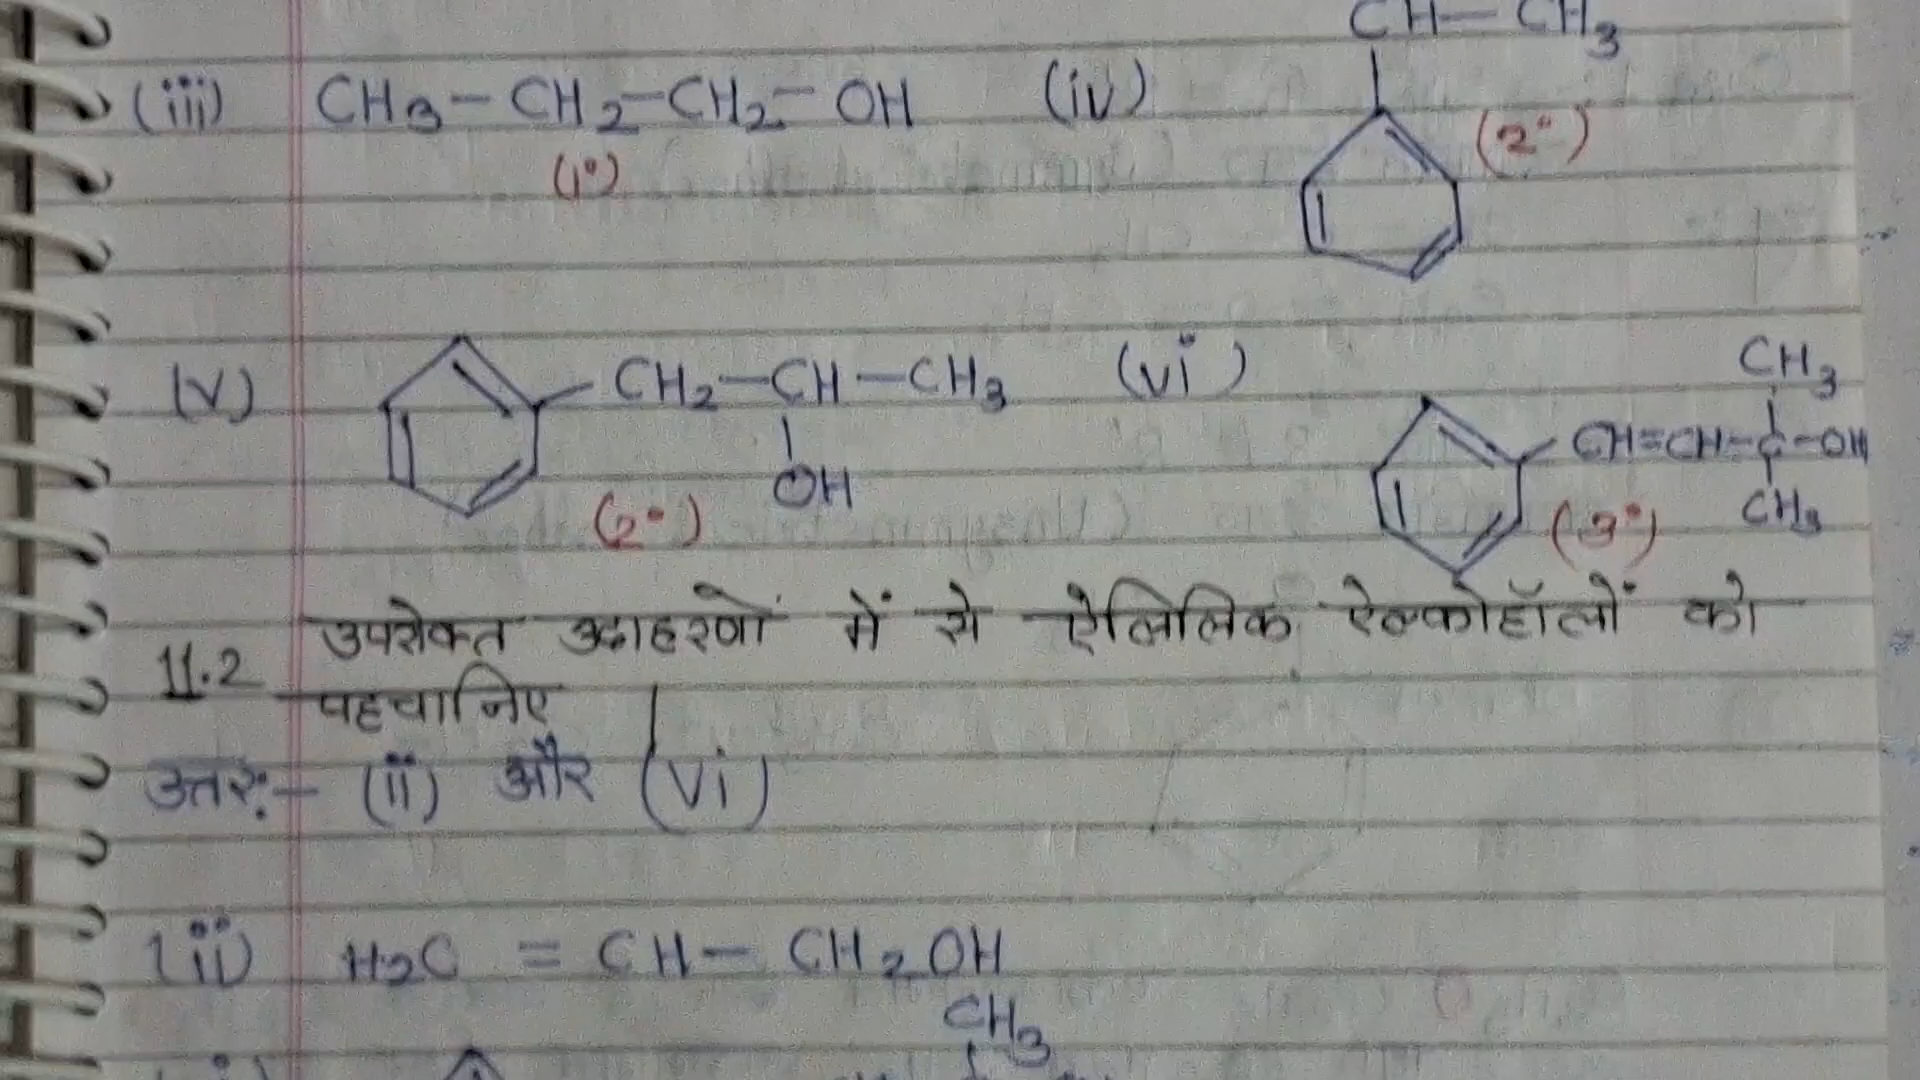 CH—CH3
(iii) CH3-CH2-CH2-OH (iv)
(1°) (2°)
(V) CH2-CH-CH3 (vi)
CH3
CH=CH-C-OH
OH CH3
(2°) (3°)
11.2 उपरोक्त उदाहरणों में से ऐलिलिक ऐल्कोहॉलों को
पहचानिए
उत्तर:- (ii) और (Vi)
(ii) H2C = CH- CH2OH
CH3